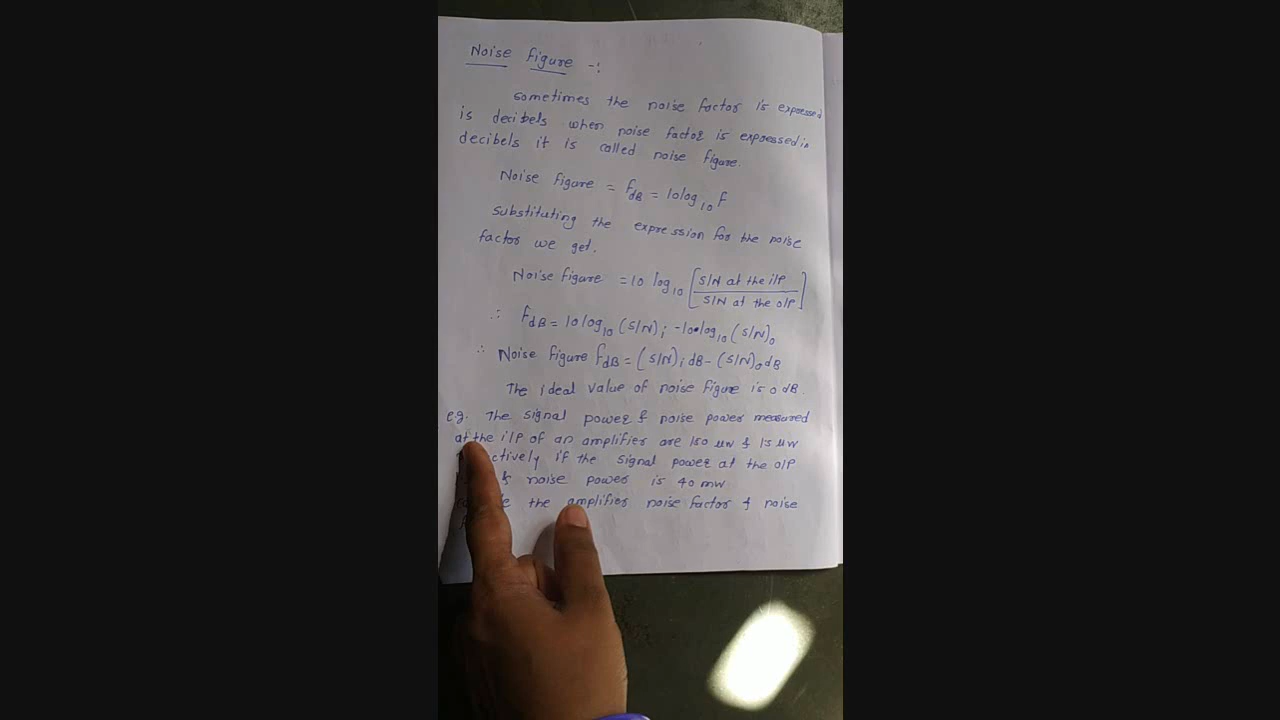 Noise figure -:
Sometimes the noise factor is expressed
is decibels when noise factor is expressed in
decibels it is called noise figure.
Noise figure = FdB = 10log10 F
Substituting the expression for the noise
factor we get.
Noise figure = 10 log10 [S/N at the i/P / S/N at the o/P]
∴ FdB = 10log10 (S/N)i - 10log10 (S/N)o
∴ Noise figure FdB = (S/N)i dB - (S/N)o dB
The ideal value of noise figure is 0 dB.
e.g. The signal power & noise power measured
at the i/P of an amplifier are 150 μw & 1.5 μw
ctively if the signal power at the o/P
& noise power is 40 mw
the amplifier noise factor & noise